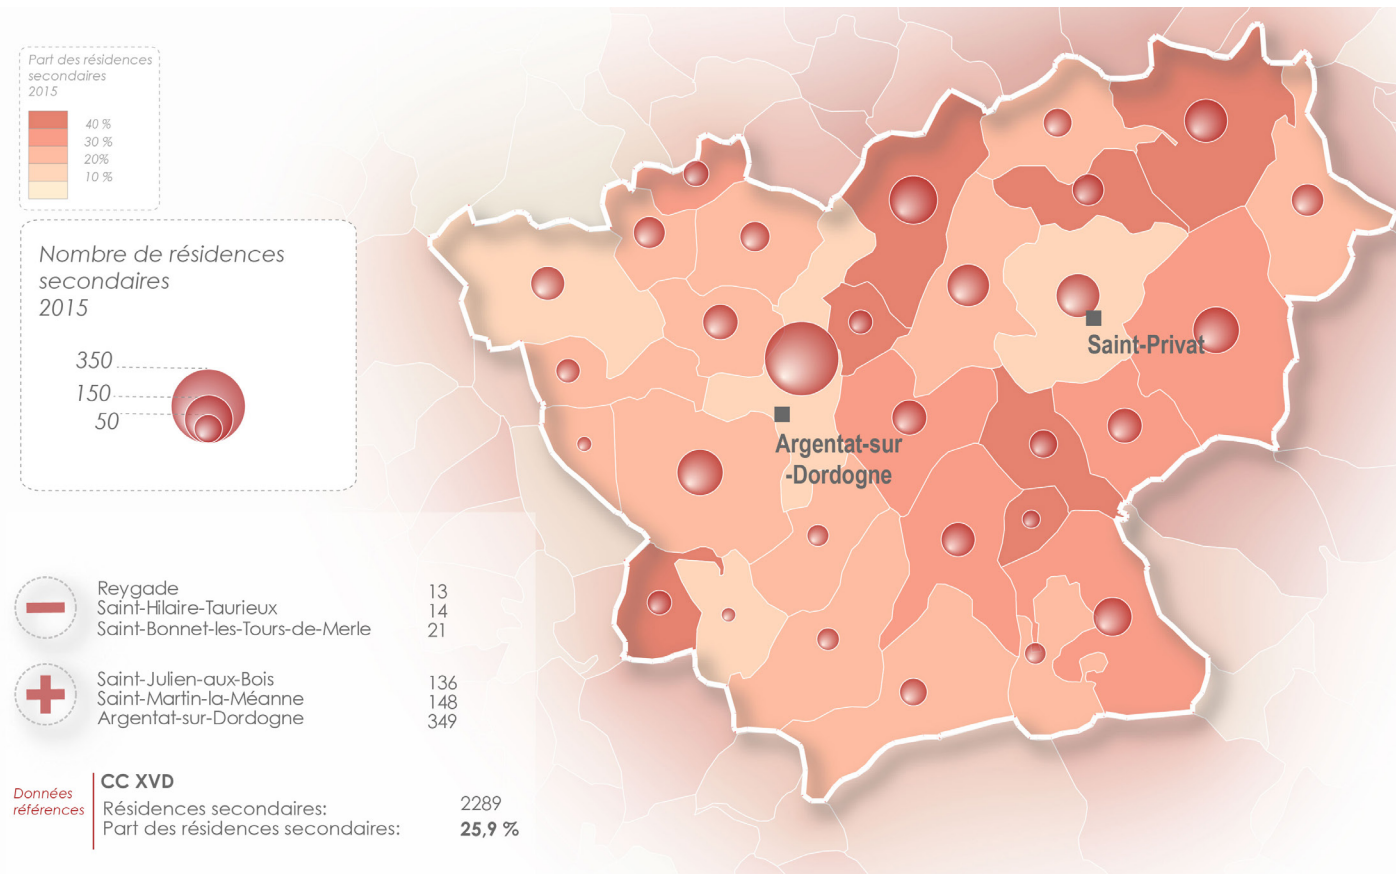 Part des résidences
secondaires
2015
40 %
30 %
20%
10 %
Nombre de résidences
secondaires
2015
350
150
50
Saint-Privat
Argentat-sur
-Dordogne
Reygade 13
Saint-Hilaire-Taurieux 14
Saint-Bonnet-les-Tours-de-Merle 21
Saint-Julien-aux-Bois 136
Saint-Martin-la-Méanne 148
Argentat-sur-Dordogne 349
Données
références
CC XVD
Résidences secondaires: 2289
Part des résidences secondaires: 25,9 %